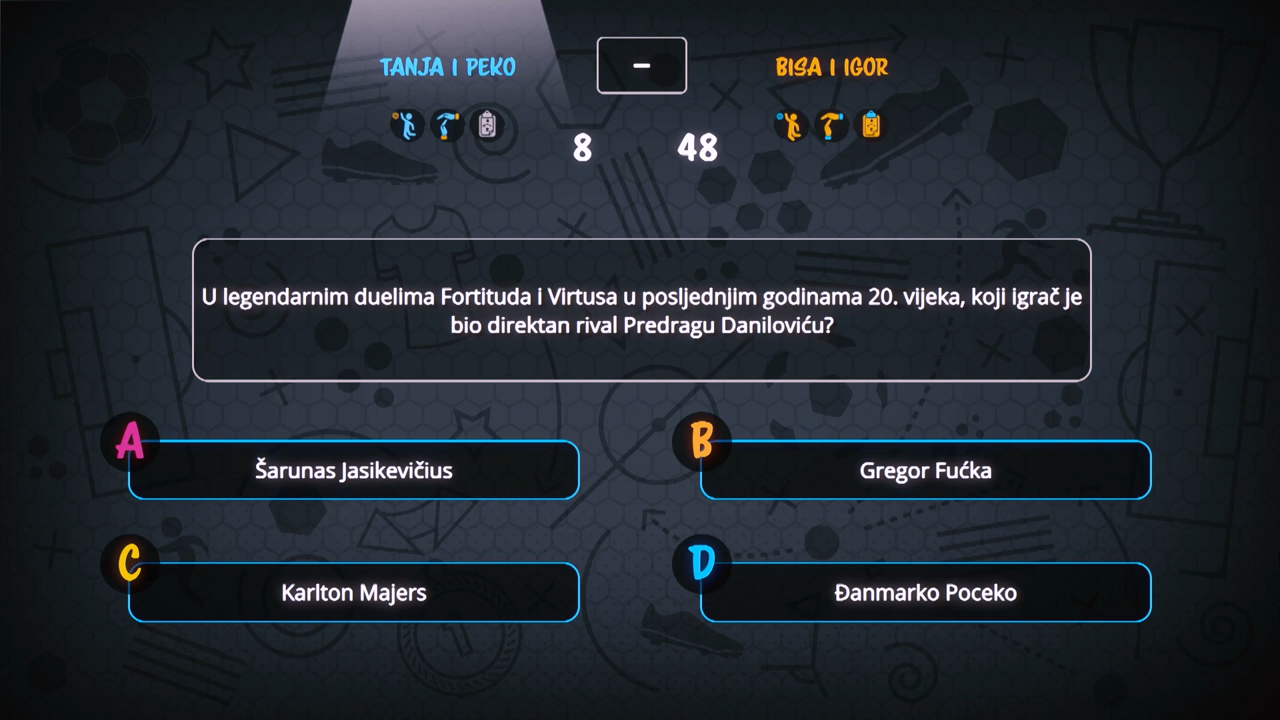 TANJA I PEKO
–
BISA I IGOR
8
48
U legendarnim duelima Fortituda i Virtusa u posljednjim godinama 20. vijeka, koji igrač je
bio direktan rival Predragu Daniloviću?
A
Šarunas Jasikevičius
B
Gregor Fućka
C
Karlton Majers
D
Đanmarko Poceko